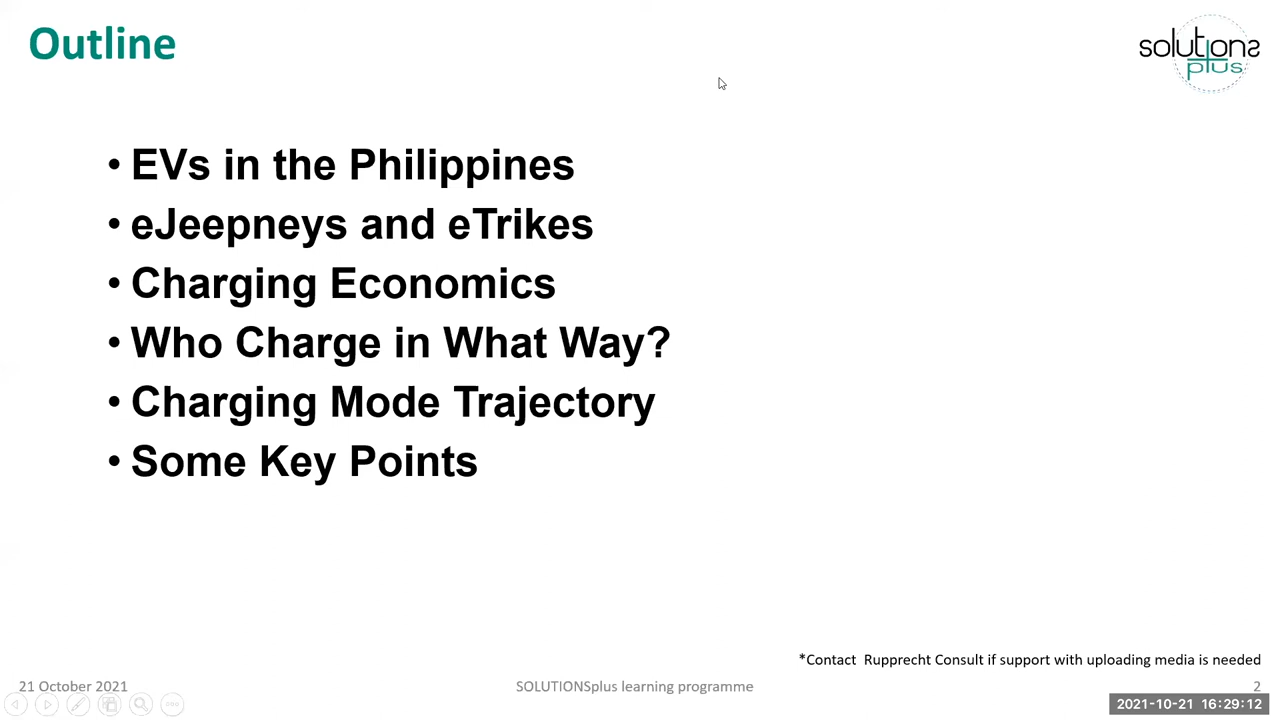 Outline
solutions
plus
• EVs in the Philippines
• eJeepneys and eTrikes
• Charging Economics
• Who Charge in What Way?
• Charging Mode Trajectory
• Some Key Points
*Contact Rupprecht Consult if support with uploading media is needed
21 October 2021
SOLUTIONSplus learning programme
2
2021-10-21 16:29:12